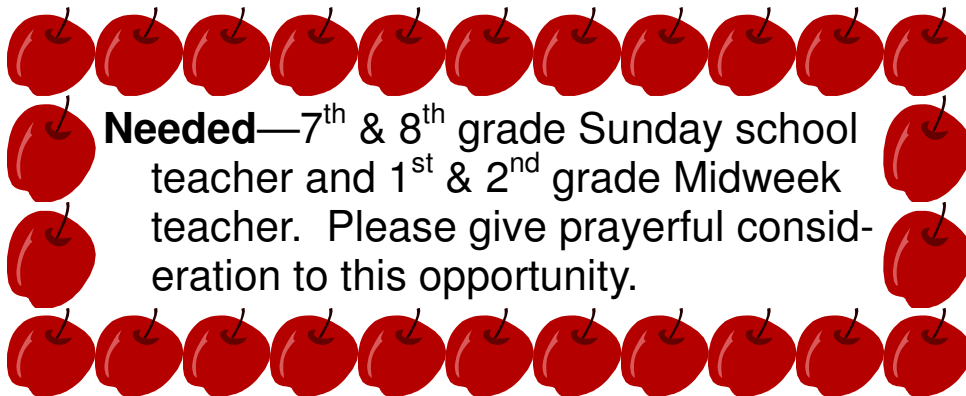 Needed—7th & 8th grade Sunday school
teacher and 1st & 2nd grade Midweek
teacher.  Please give prayerful consid-
eration to this opportunity.